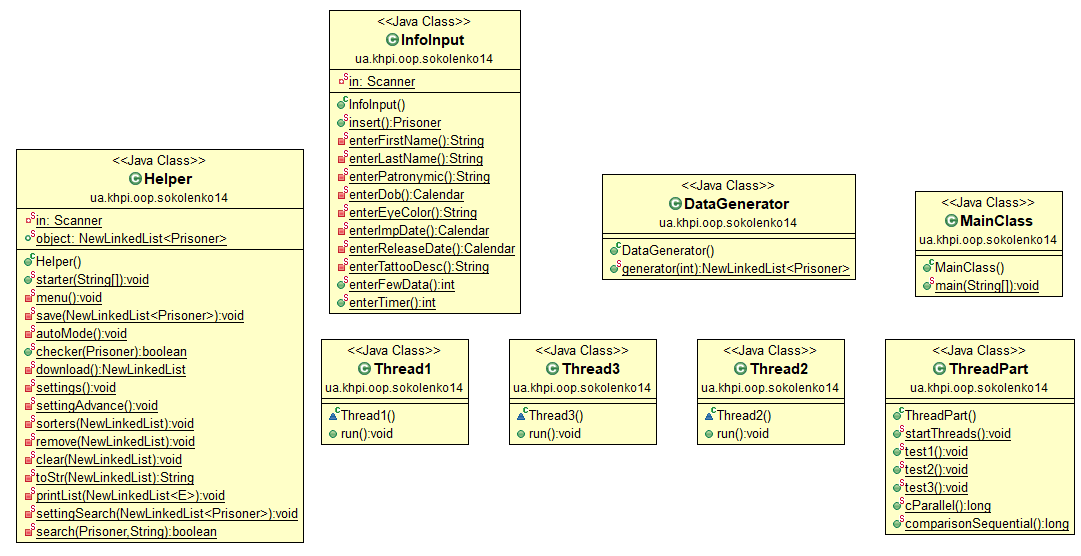 <<Java Class>>
Helper
ua.khpi.oop.sokolenko14
in: Scanner
object: NewLinkedList<Prisoner>
Helper()
starter(String[]):void
menu():void
save(NewLinkedList<Prisoner>):void
autoMode():void
checker(Prisoner):boolean
download():NewLinkedList
settings():void
settingAdvance():void
sorters(NewLinkedList):void
remove(NewLinkedList):void
clear(NewLinkedList):void
toStr(NewLinkedList):String
printList(NewLinkedList<E>):void
settingSearch(NewLinkedList<Prisoner>):void
search(Prisoner,String):boolean
<<Java Class>>
InfoInput
ua.khpi.oop.sokolenko14
in: Scanner
InfoInput()
insert():Prisoner
enterFirstName():String
enterLastName():String
enterPatronymic():String
enterDob():Calendar
enterEyeColor():String
enterImpDate():Calendar
enterReleaseDate():Calendar
enterTattooDesc():String
enterFewData():int
enterTimer():int
<<Java Class>>
DataGenerator
ua.khpi.oop.sokolenko14
DataGenerator()
generator(int):NewLinkedList<Prisoner>
<<Java Class>>
MainClass
ua.khpi.oop.sokolenko14
MainClass()
main(String[]):void
<<Java Class>>
Thread1
ua.khpi.oop.sokolenko14
Thread1()
run():void
<<Java Class>>
Thread3
ua.khpi.oop.sokolenko14
Thread3()
run():void
<<Java Class>>
Thread2
ua.khpi.oop.sokolenko14
Thread2()
run():void
<<Java Class>>
ThreadPart
ua.khpi.oop.sokolenko14
ThreadPart()
startThreads():void
test1():void
test2():void
test3():void
cParallel():long
comparisonSequential():long